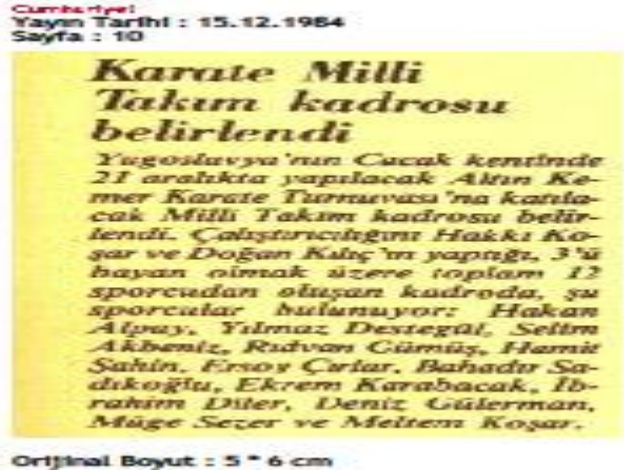 Cumhuriyet
Yayın Tarihi : 15.12.1984
Sayfa : 10
Karate Milli
Takım kadrosu
belirlendi
Yugoslavya'nın Cacak kentinde
21 aralıkta yapılacak Altın Ke-
mer Karate Turnuvası'na katıla-
cak Milli Takım kadrosu belir-
lendi. Çalıştırıcılığını Hakkı Ko-
şar ve Doğan Kılıç'ın yaptığı, 3'ü
bayan olmak üzere toplam 12
sporcudan oluşan kadroda, şu
sporcular bulunuyor: Hakan
Alpay, Yılmaz Destegül, Selim
Akbeniz, Rıdvan Gümüş, Hamit
Şahin, Ersoy Çırlar, Bahadır Sa-
dıkoğlu, Ekrem Karabacak, İb-
rahim Diler, Deniz Gülerman,
Müge Sezer ve Meltem Koşar.
Orijinal Boyut : 5 * 6 cm